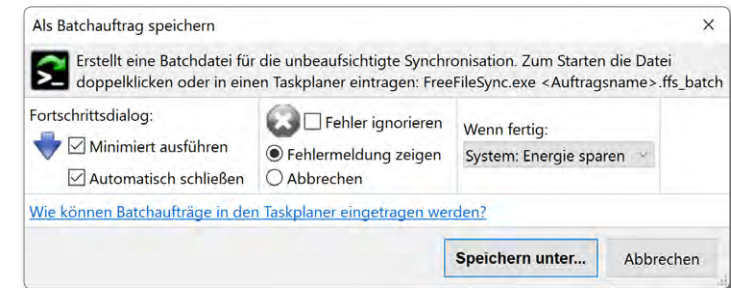 Als Batchauftrag speichern
Erstellt eine Batchdatei für die unbeaufsichtigte Synchronisation. Zum Starten die Datei
doppelklicken oder in einen Taskplaner eintragen: FreeFileSync.exe <Auftragsname>.ffs_batch
Fortschrittsdialog:
Minimiert ausführen
Automatisch schließen
Fehler ignorieren
Fehlermeldung zeigen
Abbrechen
Wenn fertig:
System: Energie sparen
Wie können Batchaufträge in den Taskplaner eingetragen werden?
Speichern unter...
Abbrechen